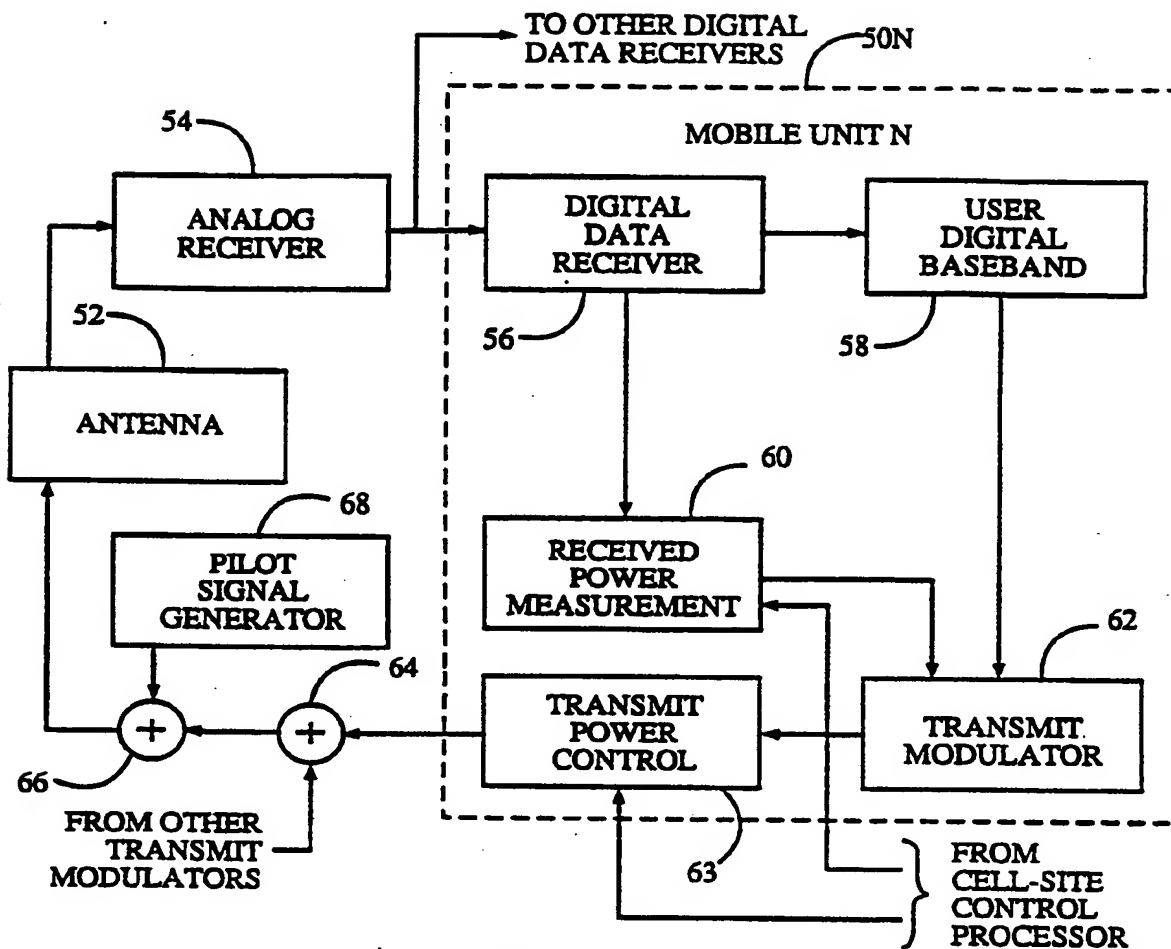 TO OTHER DIGITAL
DATA RECEIVERS
50N
54
MOBILE UNIT N
ANALOG
RECEIVER
DIGITAL
DATA
RECEIVER
USER
DIGITAL
BASEBAND
52
56
58
ANTENNA
60
68
PILOT
SIGNAL
GENERATOR
RECEIVED
POWER
MEASUREMENT
62
64
+
+
TRANSMIT
POWER
CONTROL
TRANSMIT
MODULATOR
66
FROM OTHER
TRANSMIT
MODULATORS
63
FROM
CELL-SITE
CONTROL
PROCESSOR